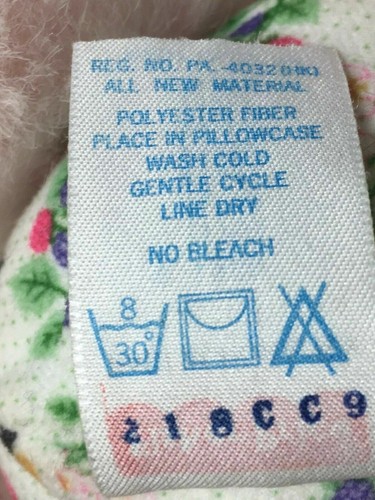 REG. NO. PA.-4032(HK)
ALL NEW MATERIAL
POLYESTER FIBER
PLACE IN PILLOWCASE
WASH COLD
GENTLE CYCLE
LINE DRY
NO BLEACH
8
30°
218CC9